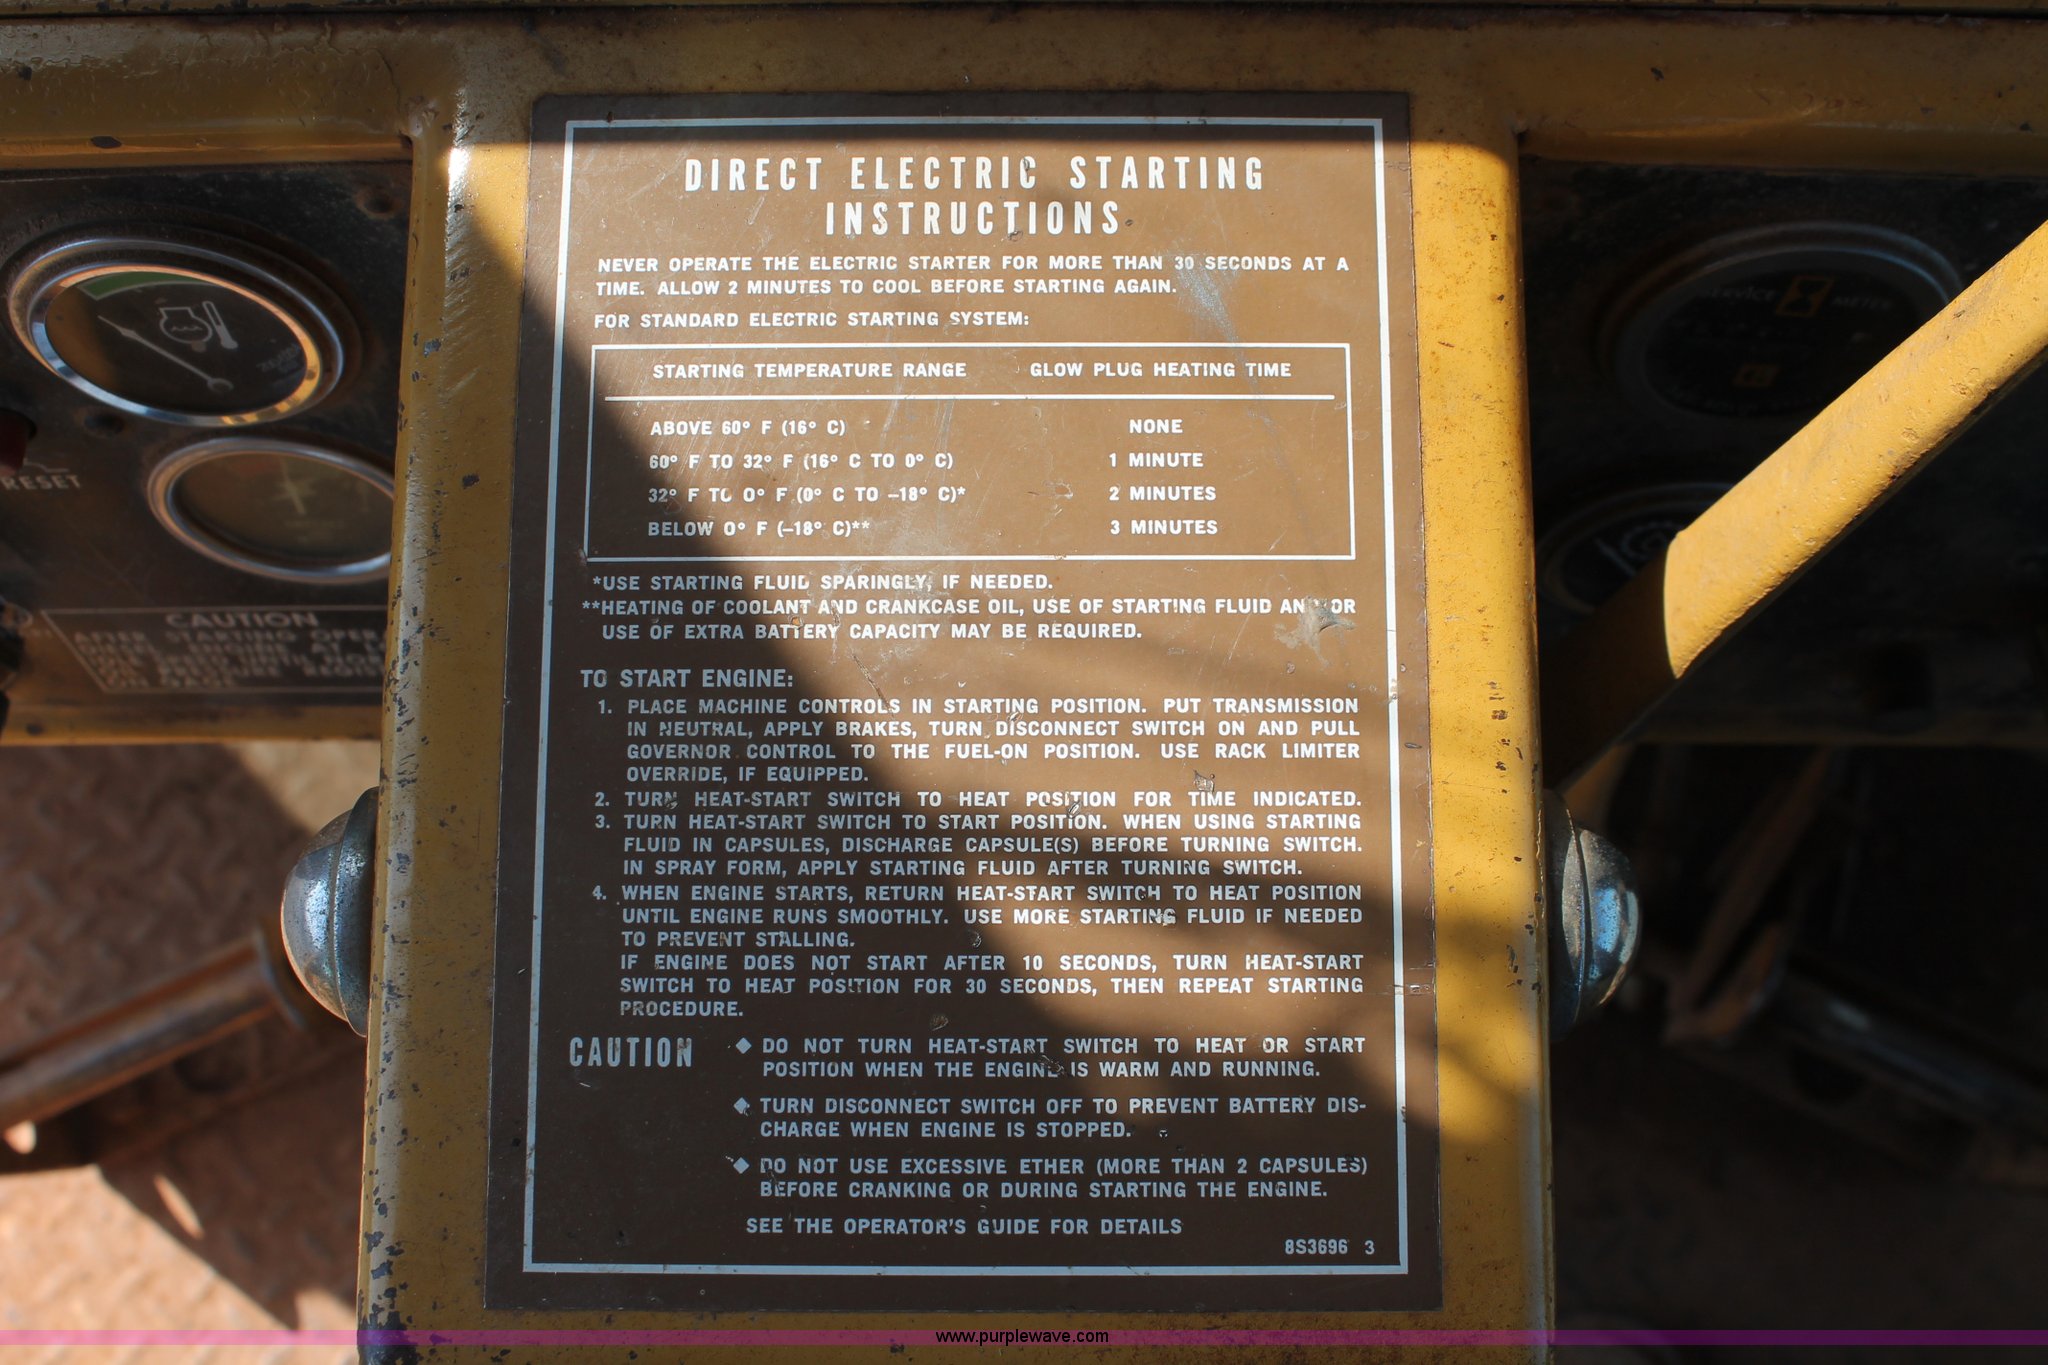 DIRECT ELECTRIC STARTING
INSTRUCTIONS
NEVER OPERATE THE ELECTRIC STARTER FOR MORE THAN 30 SECONDS AT A
TIME. ALLOW 2 MINUTES TO COOL BEFORE STARTING AGAIN.
FOR STANDARD ELECTRIC STARTING SYSTEM:
STARTING TEMPERATURE RANGE GLOW PLUG HEATING TIME
ABOVE 60° F (16° C) NONE
60° F TO 32° F (16° C TO 0° C) 1 MINUTE
32° F TO 0° F (0° C TO –18° C)* 2 MINUTES
BELOW 0° F (–18° C)** 3 MINUTES
*USE STARTING FLUID SPARINGLY, IF NEEDED.
**HEATING OF COOLANT AND CRANKCASE OIL, USE OF STARTING FLUID AND/OR
USE OF EXTRA BATTERY CAPACITY MAY BE REQUIRED.
TO START ENGINE:
1. PLACE MACHINE CONTROLS IN STARTING POSITION. PUT TRANSMISSION
IN NEUTRAL, APPLY BRAKES, TURN DISCONNECT SWITCH ON AND PULL
GOVERNOR CONTROL TO THE FUEL-ON POSITION. USE RACK LIMITER
OVERRIDE, IF EQUIPPED.
2. TURN HEAT-START SWITCH TO HEAT POSITION FOR TIME INDICATED.
3. TURN HEAT-START SWITCH TO START POSITION. WHEN USING STARTING
FLUID IN CAPSULES, DISCHARGE CAPSULE(S) BEFORE TURNING SWITCH.
IN SPRAY FORM, APPLY STARTING FLUID AFTER TURNING SWITCH.
4. WHEN ENGINE STARTS, RETURN HEAT-START SWITCH TO HEAT POSITION
UNTIL ENGINE RUNS SMOOTHLY. USE MORE STARTING FLUID IF NEEDED
TO PREVENT STALLING.
IF ENGINE DOES NOT START AFTER 10 SECONDS, TURN HEAT-START
SWITCH TO HEAT POSITION FOR 30 SECONDS, THEN REPEAT STARTING
PROCEDURE.
CAUTION ◆ DO NOT TURN HEAT-START SWITCH TO HEAT OR START
POSITION WHEN THE ENGINE IS WARM AND RUNNING.
◆ TURN DISCONNECT SWITCH OFF TO PREVENT BATTERY DIS-
CHARGE WHEN ENGINE IS STOPPED.
◆ DO NOT USE EXCESSIVE ETHER (MORE THAN 2 CAPSULES)
BEFORE CRANKING OR DURING STARTING THE ENGINE.
SEE THE OPERATOR'S GUIDE FOR DETAILS
8S3696 3
RESET
CAUTION
AFTER STARTING OPERA
DIESEL ENGINE AT
IDLE SPEED UNTIL NOR
SERVICE METER
www.purplewave.com